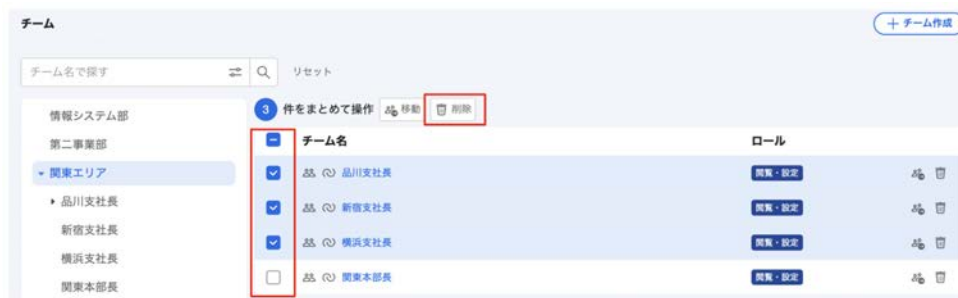 チーム
＋ チーム作成
チーム名で探す
リセット
情報システム部
第二事業部
関東エリア
品川支社長
新宿支社長
横浜支社長
関東本部長
3 件をまとめて操作 移動 削除
チーム名 ロール
品川支社長 閲覧・設定
新宿支社長 閲覧・設定
横浜支社長 閲覧・設定
関東本部長 閲覧・設定